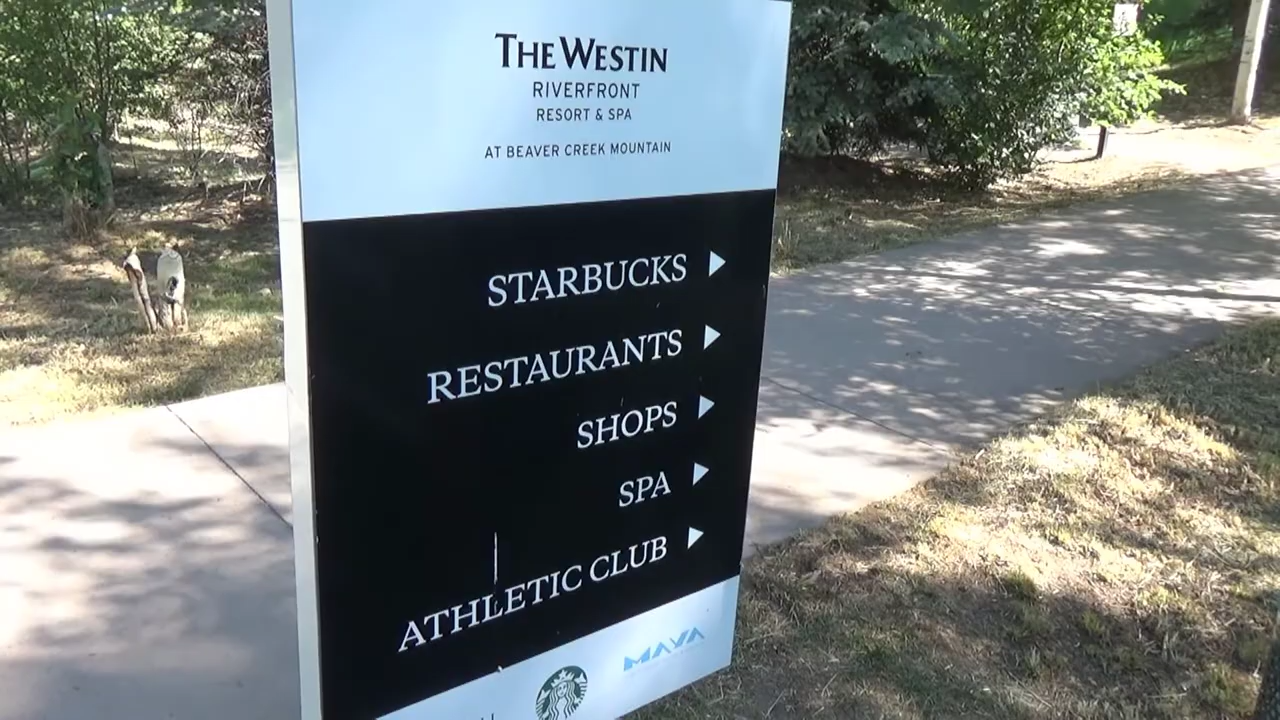 THE WESTIN
RIVERFRONT
RESORT & SPA
AT BEAVER CREEK MOUNTAIN
STARBUCKS
RESTAURANTS
SHOPS
SPA
ATHLETIC CLUB
MAYA